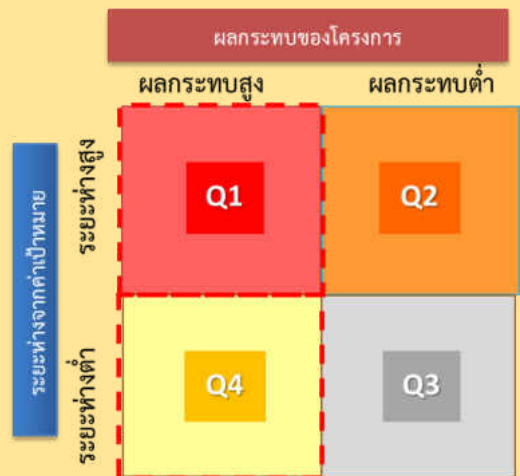 ผลกระทบของโครงการ
ผลกระทบสูง
ผลกระทบต่ำ
ระยะห่างจากค่าเป้าหมาย
ระยะห่างสูง
Q1
Q2
ระยะห่างต่ำ
Q4
Q3